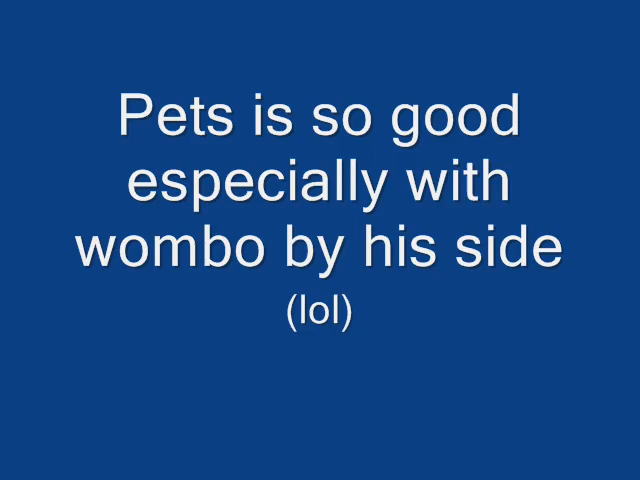 Pets is so good
especially with
wombo by his side
(lol)